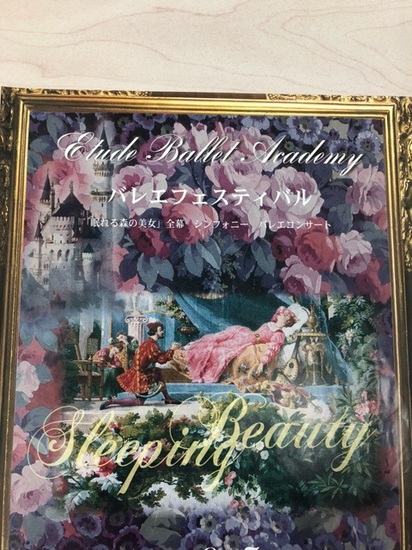 Etude Ballet Academy
バレエフェスティバル
「眠れる森の美女」全幕 シンフォニー バレエコンサート
Sleeping Beauty